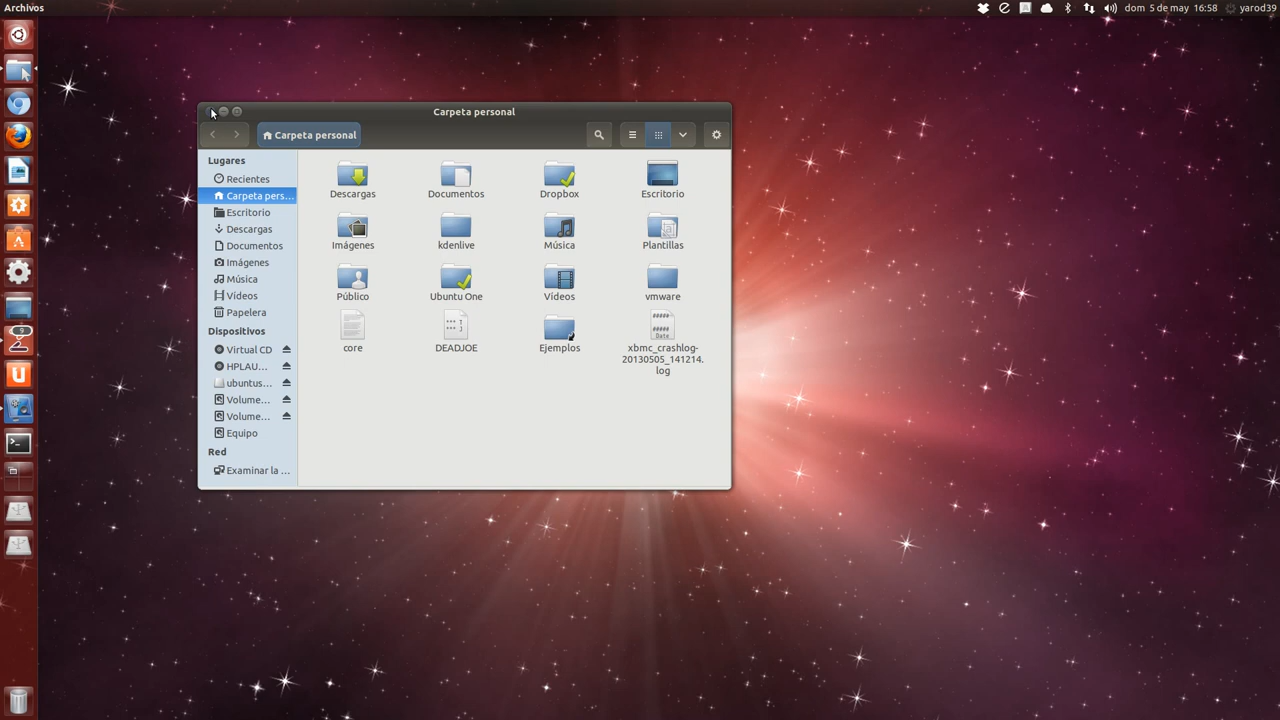 Archivos
dom 5 de may 16:58
yarod39
Carpeta personal
Carpeta personal
Lugares
Recientes
Carpeta pers...
Escritorio
Descargas
Documentos
Imágenes
Música
Vídeos
Papelera
Dispositivos
Virtual CD
HPLAU...
ubuntus...
Volume...
Volume...
Equipo
Red
Examinar la ...
Descargas
Documentos
Dropbox
Escritorio
Imágenes
kdenlive
Música
Plantillas
Público
Ubuntu One
Vídeos
vmware
core
DEADJOE
Ejemplos
xbmc_crashlog-
20130505_141214.
log